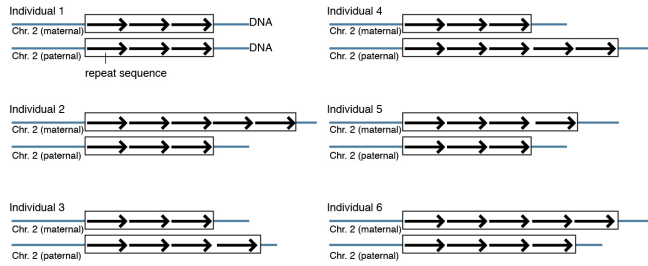 Individual 1
Chr. 2 (maternal)
DNA
Chr. 2 (paternal)
DNA
repeat sequence
Individual 2
Chr. 2 (maternal)
Chr. 2 (paternal)
Individual 3
Chr. 2 (maternal)
Chr. 2 (paternal)
Individual 4
Chr. 2 (maternal)
Chr. 2 (paternal)
Individual 5
Chr. 2 (maternal)
Chr. 2 (paternal)
Individual 6
Chr. 2 (maternal)
Chr. 2 (paternal)